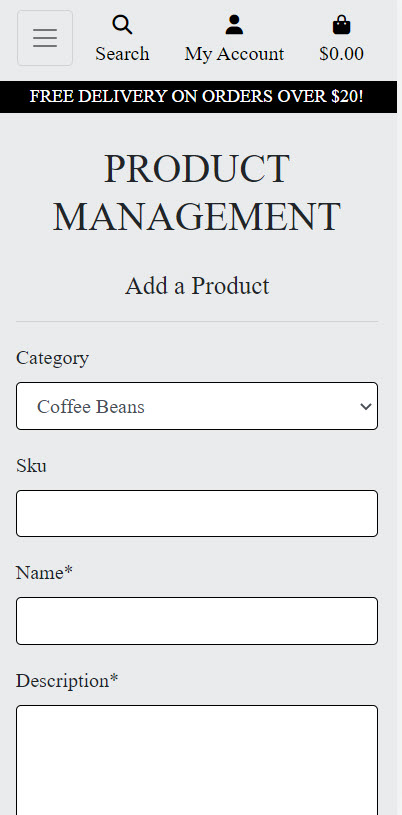 Search My Account $0.00
FREE DELIVERY ON ORDERS OVER $20!
PRODUCT
MANAGEMENT
Add a Product
Category
Coffee Beans
Sku
Name*
Description*